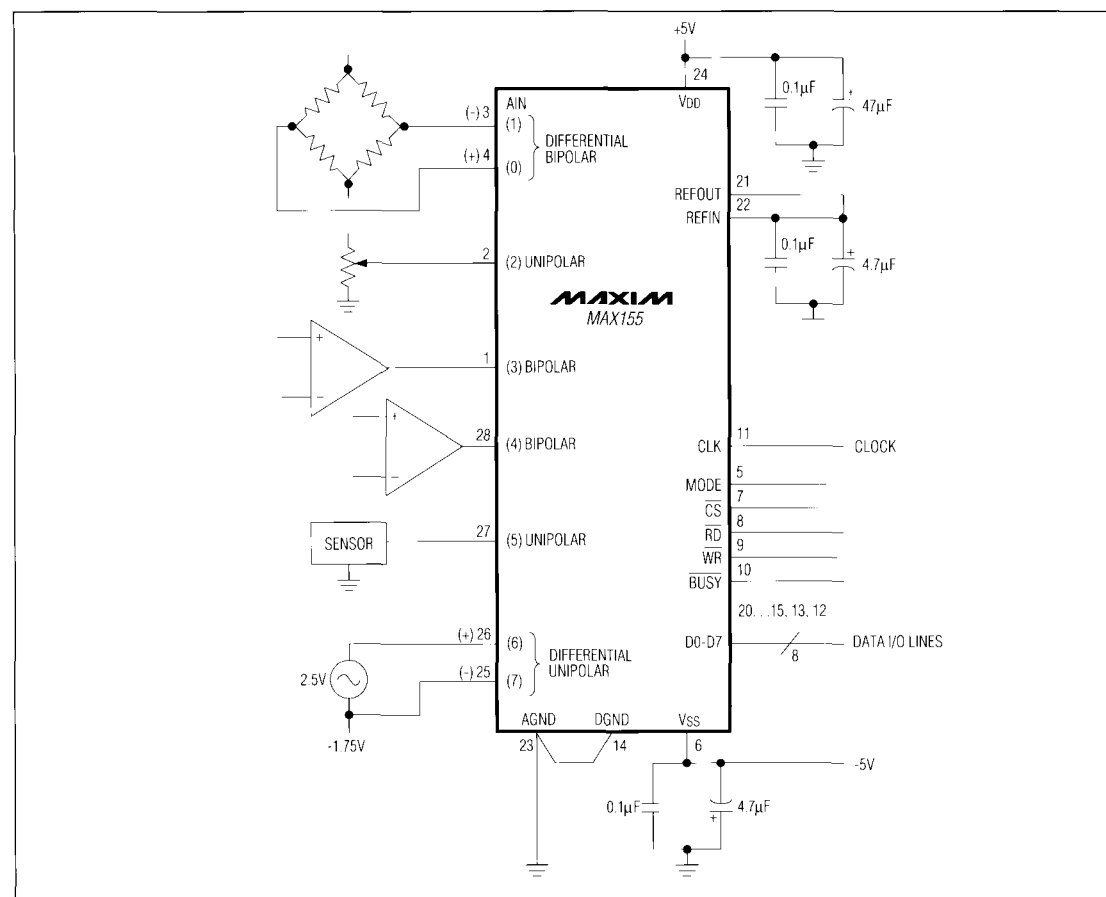 +5V
24
VDD
0.1µF
+
47µF
AIN
(-) 3
(1)
DIFFERENTIAL
BIPOLAR
(+) 4
(0)
REFOUT
21
REFIN
22
0.1µF
+
4.7µF
2
(2) UNIPOLAR
MAXIM
MAX155
+
-
1
(3) BIPOLAR
+
-
28
(4) BIPOLAR
CLK
11
CLOCK
MODE
5
CS
7
RD
8
WR
9
BUSY
10
SENSOR
27
(5) UNIPOLAR
20. . .15, 13, 12
D0-D7
8
DATA I/O LINES
2.5V
(+) 26
(6)
DIFFERENTIAL
UNIPOLAR
(-) 25
(7)
-1.75V
AGND
23
DGND
14
VSS
6
-5V
0.1µF
+
4.7µF